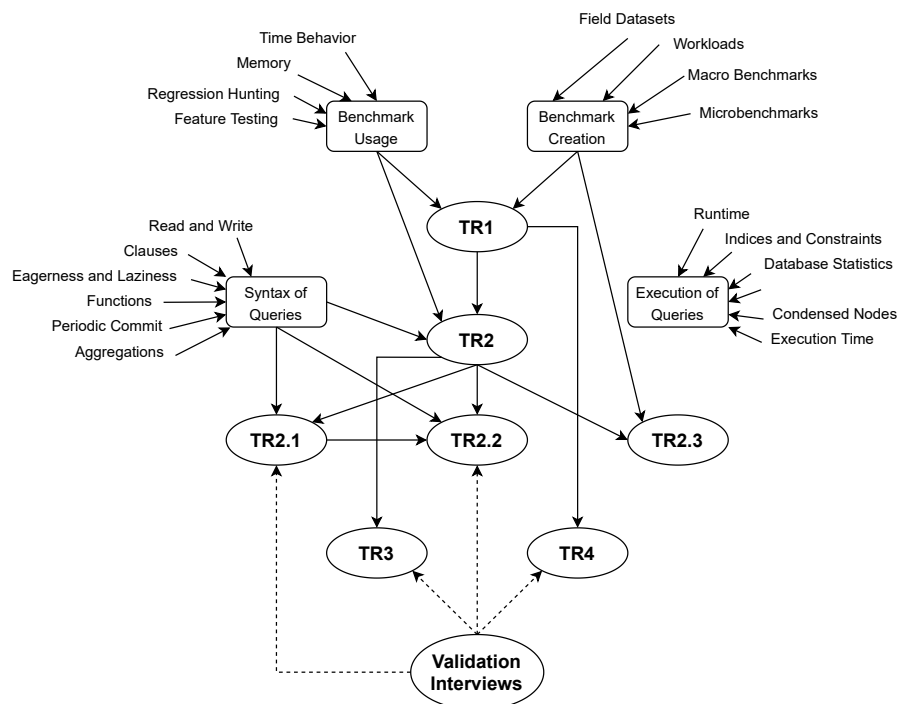 Field Datasets
Time Behavior
Workloads
Memory
Macro Benchmarks
Regression Hunting
Benchmark
Usage
Benchmark
Creation
Microbenchmarks
Feature Testing
TR1
Read and Write
Runtime
Clauses
Indices and Constraints
Eagerness and Laziness
Database Statistics
Syntax of
Queries
Execution of
Queries
Functions
Periodic Commit
Condensed Nodes
Aggregations
TR2
Execution Time
TR2.1
TR2.2
TR2.3
TR3
TR4
Validation
Interviews